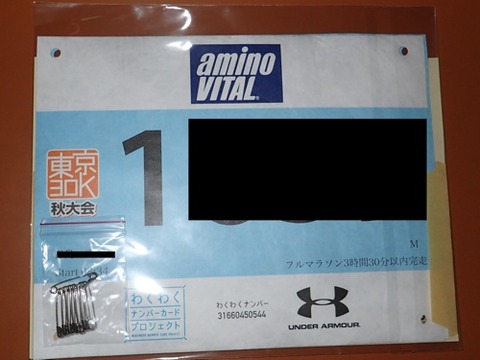 amino
VITAL®
東京
30K
秋大会
1
M
フルマラソン3時間30分以内完走
わくわく
ナンバーカード
プロジェクト
わくわくナンバー
31660450544
UNDER ARMOUR